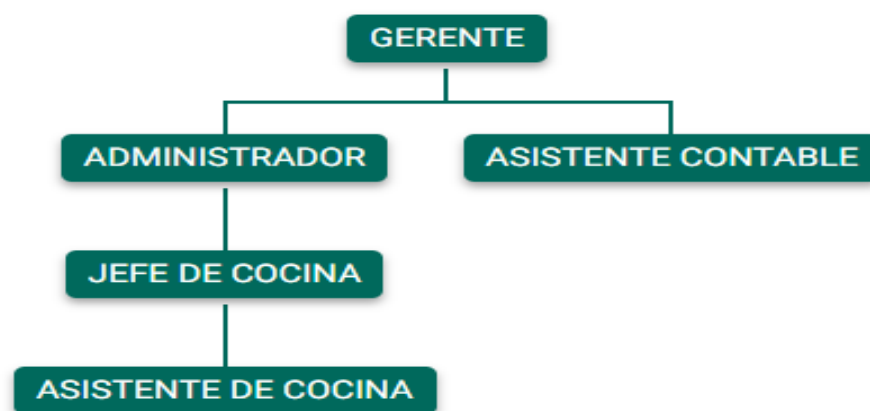 GERENTE
ADMINISTRADOR
ASISTENTE CONTABLE
JEFE DE COCINA
ASISTENTE DE COCINA